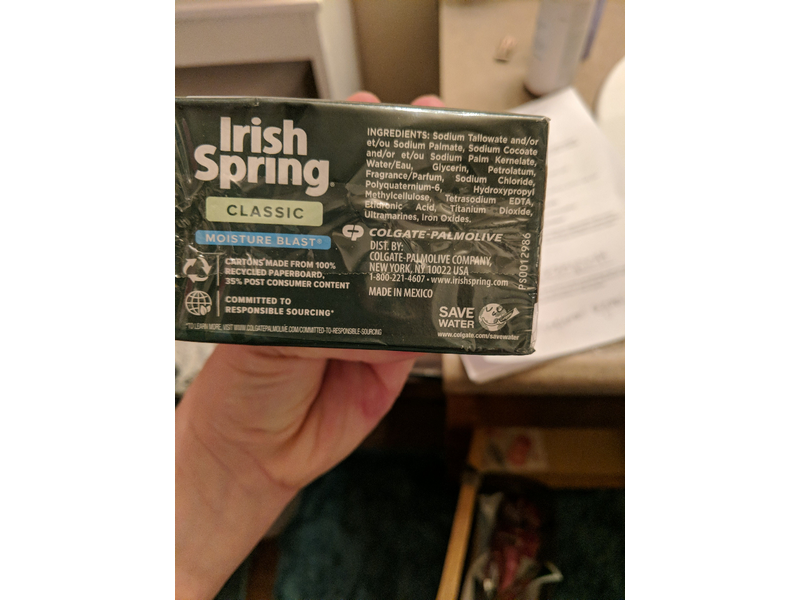 Irish
Spring®
CLASSIC
MOISTURE BLAST®
CARTONS MADE FROM 100%
RECYCLED PAPERBOARD,
35% POST CONSUMER CONTENT
COMMITTED TO
RESPONSIBLE SOURCING*
*TO LEARN MORE, VISIT WWW.COLGATEPALMOLIVE.COM/COMMITTED-TO-RESPONSIBLE-SOURCING
INGREDIENTS: Sodium Tallowate and/or
et/ou Sodium Palmate, Sodium Cocoate
and/or et/ou Sodium Palm Kernelate,
Water/Eau, Glycerin, Petrolatum,
Fragrance/Parfum, Sodium Chloride,
Polyquaternium-6, Hydroxypropyl
Methylcellulose, Tetrasodium EDTA,
Etidronic Acid, Titanium Dioxide,
Ultramarines, Iron Oxides.
CP COLGATE-PALMOLIVE
DIST. BY:
COLGATE-PALMOLIVE COMPANY,
NEW YORK, NY 10022 USA
1-800-221-4607 • www.irishspring.com
MADE IN MEXICO
SAVE
WATER
www.colgate.com/savewater
PS0012986